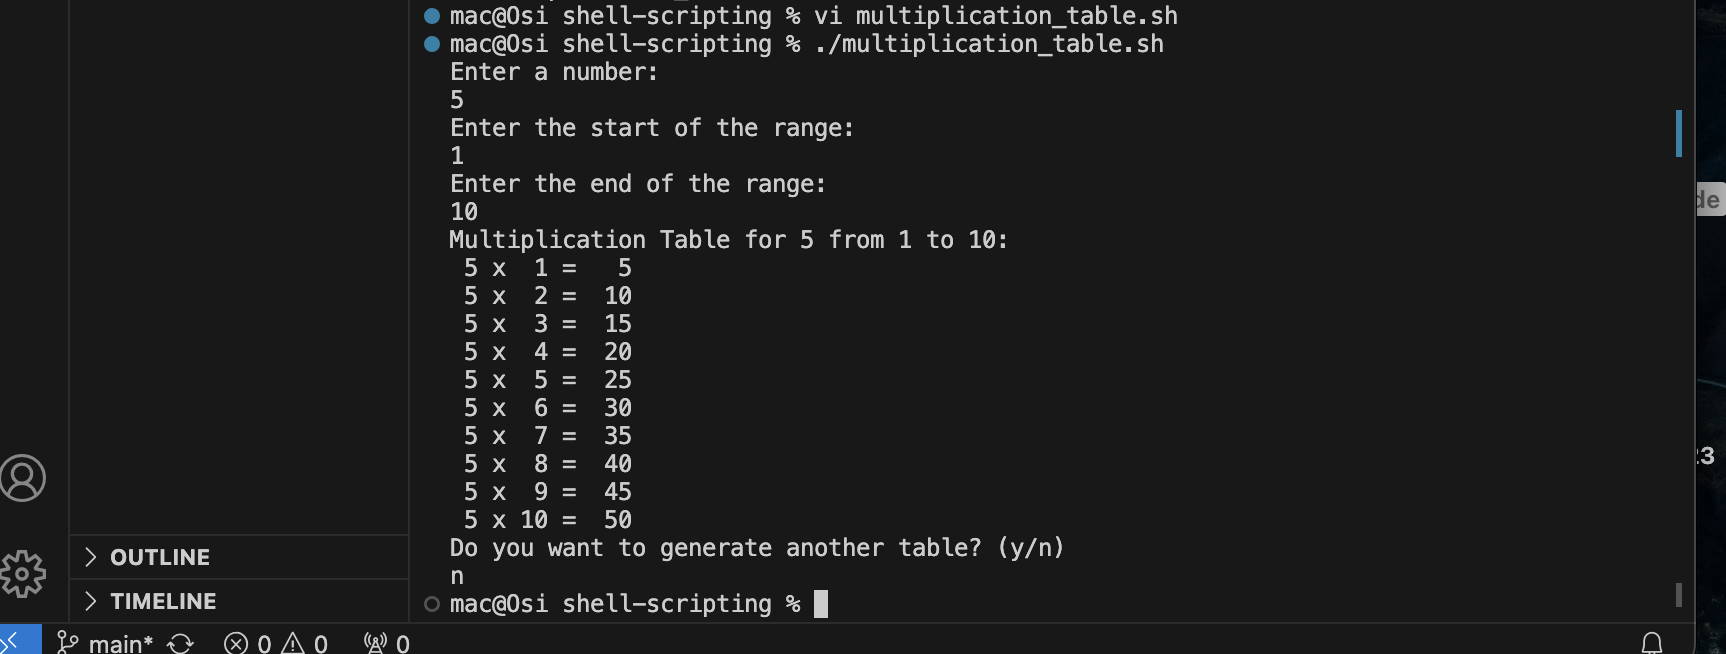 mac@Osi shell-scripting % vi multiplication_table.sh
mac@Osi shell-scripting % ./multiplication_table.sh
Enter a number:
5
Enter the start of the range:
1
Enter the end of the range:
10
Multiplication Table for 5 from 1 to 10:
 5 x  1 =   5
 5 x  2 =  10
 5 x  3 =  15
 5 x  4 =  20
 5 x  5 =  25
 5 x  6 =  30
 5 x  7 =  35
 5 x  8 =  40
 5 x  9 =  45
 5 x 10 =  50
Do you want to generate another table? (y/n)
n
mac@Osi shell-scripting %
OUTLINE
TIMELINE
main* 0 0 0